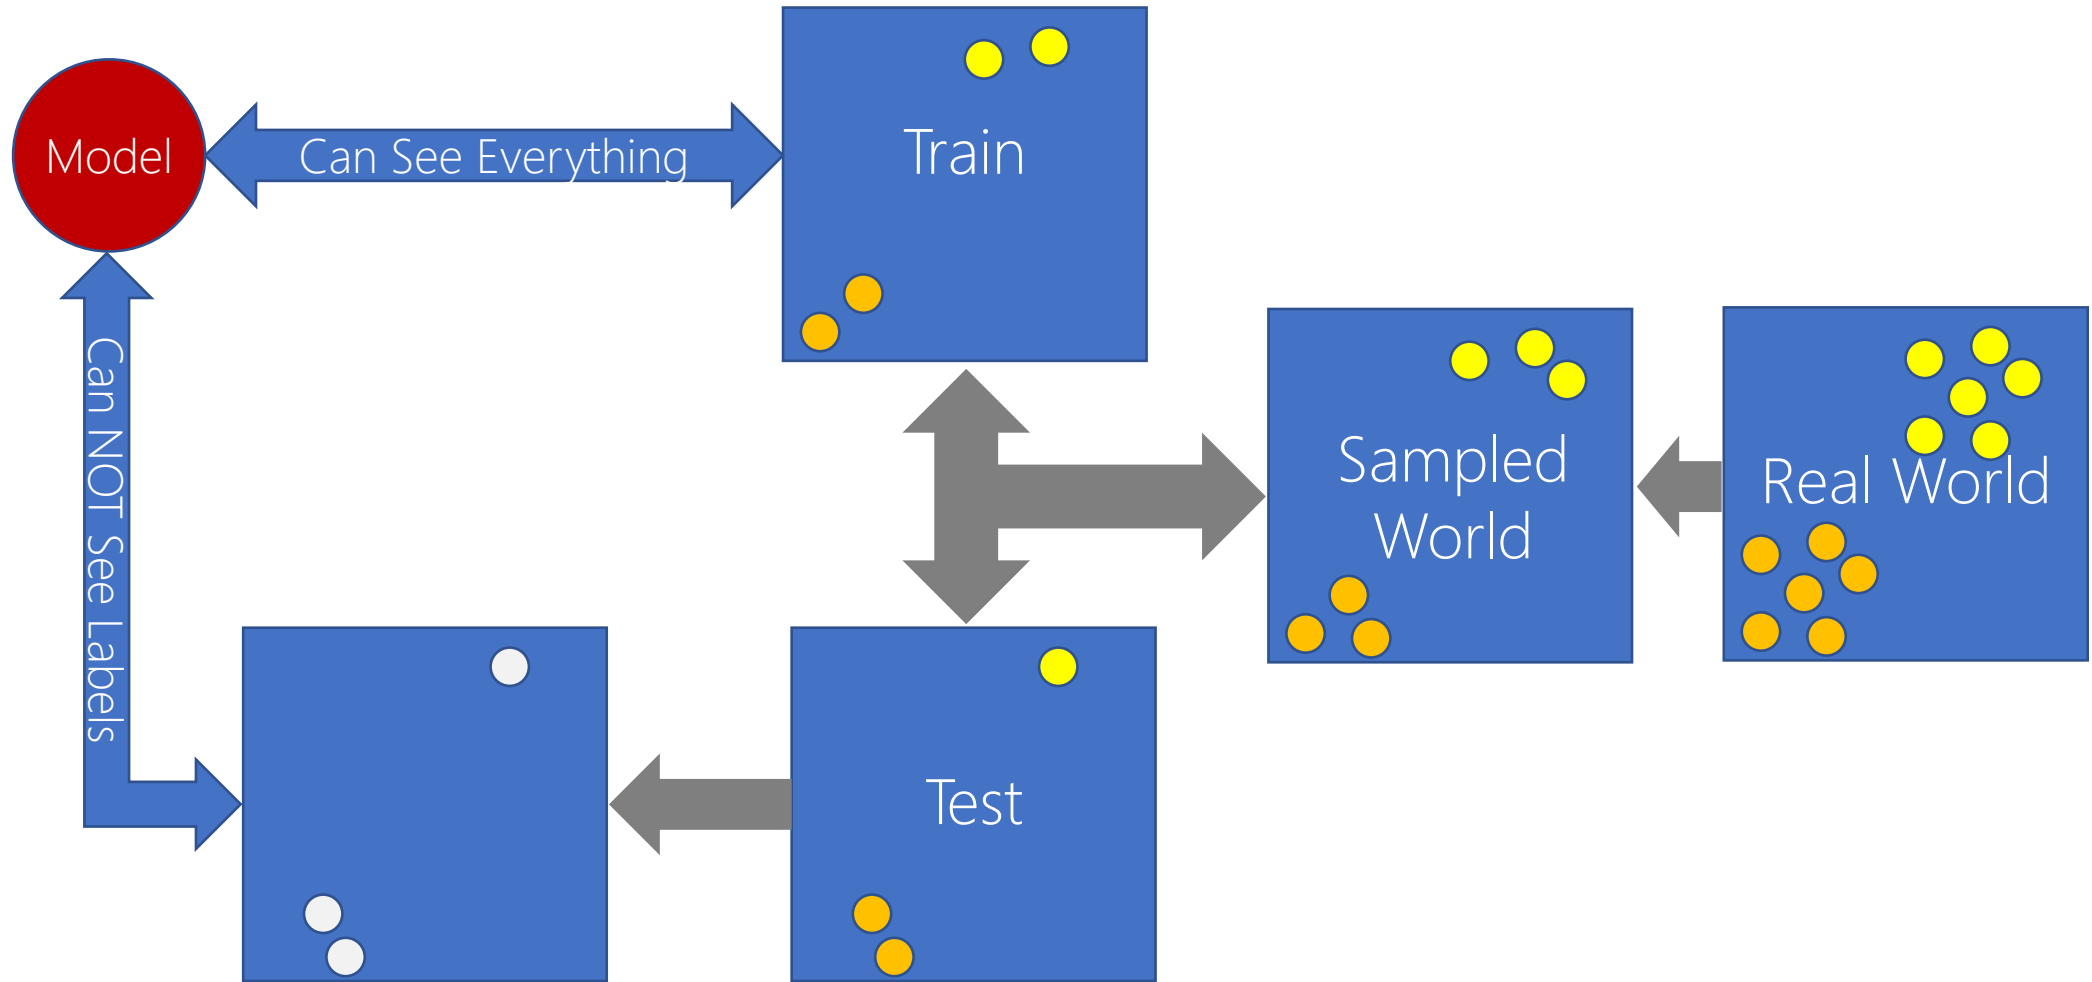 Model
Can See Everything
Train
Can NOT See Labels
Sampled
World
Real World
Test